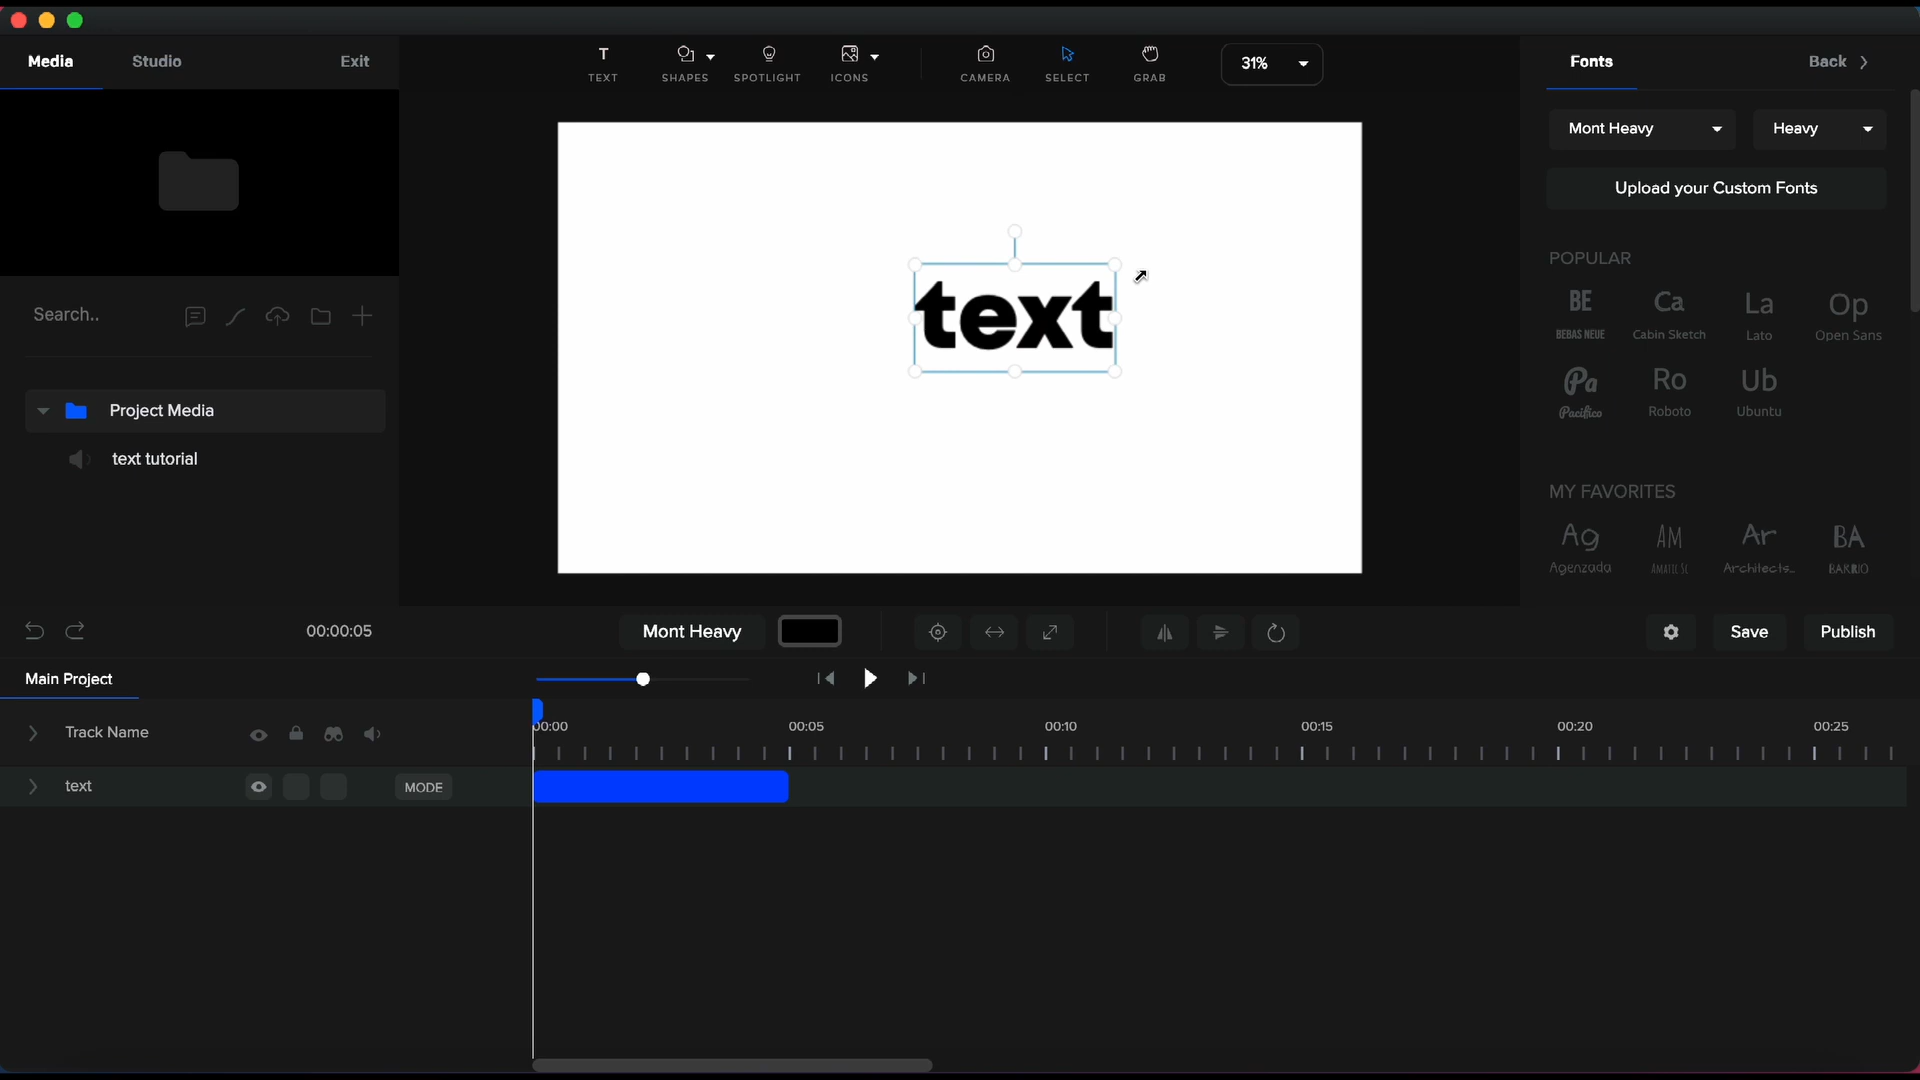 Media
Studio
Exit
TEXT
SHAPES
SPOTLIGHT
ICONS
CAMERA
SELECT
GRAB
31%
Fonts
Back
Mont Heavy
Heavy
Upload your Custom Fonts
POPULAR
BE
Ca
La
Op
BEBAS NEUE
Cabin Sketch
Lato
Open Sans
Pa
Ro
Ub
Pacifico
Roboto
Ubuntu
MY FAVORITES
Ag
AM
Ar
BA
Agenzada
AMATIC SC
Architects...
BARRIO
text
Search..
Project Media
text tutorial
00:00:05
Mont Heavy
Save
Publish
Main Project
Track Name
00:00
00:05
00:10
00:15
00:20
00:25
text
MODE